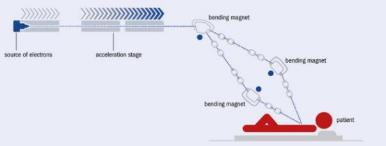 bending magnet
source of electrons
acceleration stage
bending magnet
bending magnet
patient